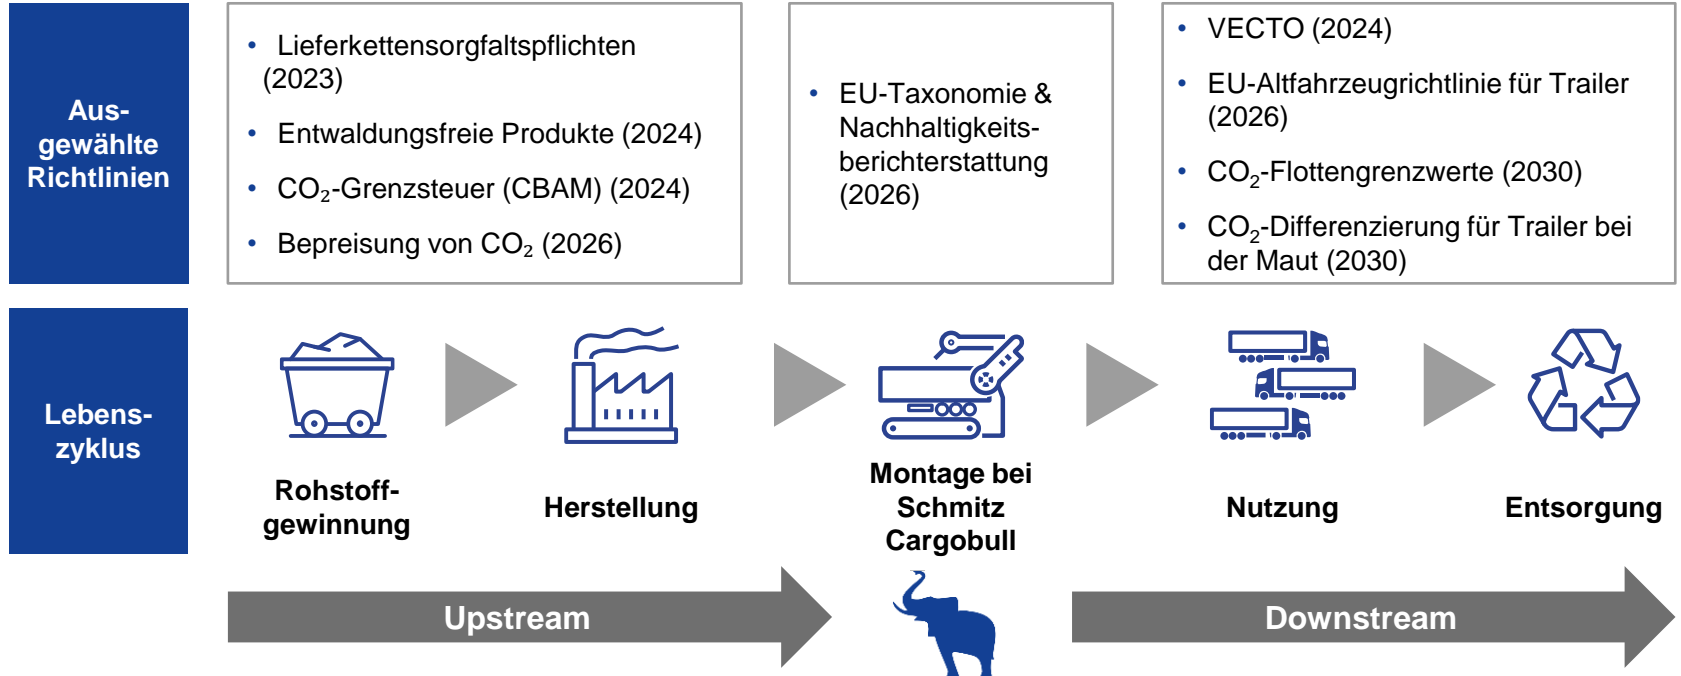 Aus-
gewählte
Richtlinien
• Lieferkettensorgfaltspflichten
(2023)
• Entwaldungsfreie Produkte (2024)
• CO₂-Grenzsteuer (CBAM) (2024)
• Bepreisung von CO₂ (2026)
• EU-Taxonomie &
Nachhaltigkeits-
berichterstattung
(2026)
• VECTO (2024)
• EU-Altfahrzeugrichtlinie für Trailer
(2026)
• CO₂-Flottengrenzwerte (2030)
• CO₂-Differenzierung für Trailer bei
der Maut (2030)
Lebens-
zyklus
Rohstoff-
gewinnung
Herstellung
Montage bei
Schmitz
Cargobull
Nutzung
Entsorgung
Upstream
Downstream